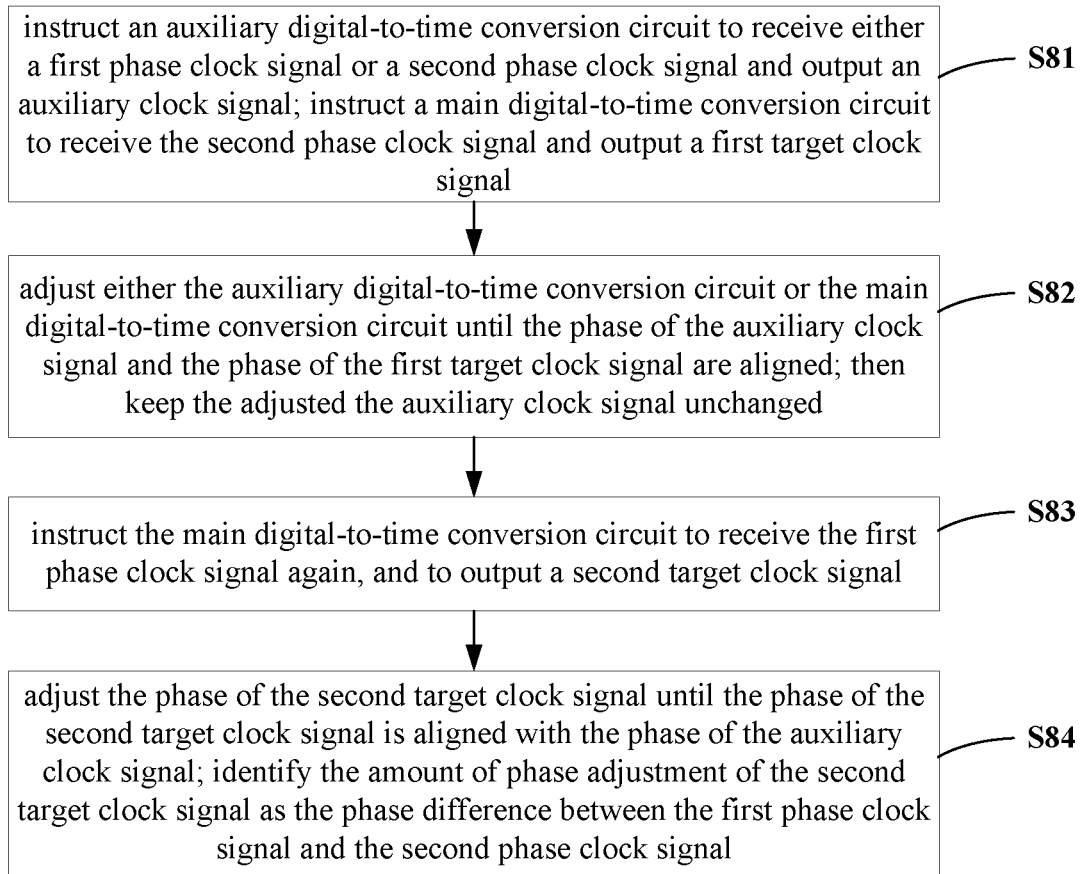 instruct an auxiliary digital-to-time conversion circuit to receive either
a first phase clock signal or a second phase clock signal and output an
auxiliary clock signal; instruct a main digital-to-time conversion circuit
to receive the second phase clock signal and output a first target clock
signal
S81
adjust either the auxiliary digital-to-time conversion circuit or the main
digital-to-time conversion circuit until the phase of the auxiliary clock
signal and the phase of the first target clock signal are aligned; then
keep the adjusted the auxiliary clock signal unchanged
S82
instruct the main digital-to-time conversion circuit to receive the first
phase clock signal again, and to output a second target clock signal
S83
adjust the phase of the second target clock signal until the phase of the
second target clock signal is aligned with the phase of the auxiliary
clock signal; identify the amount of phase adjustment of the second
target clock signal as the phase difference between the first phase clock
signal and the second phase clock signal
S84